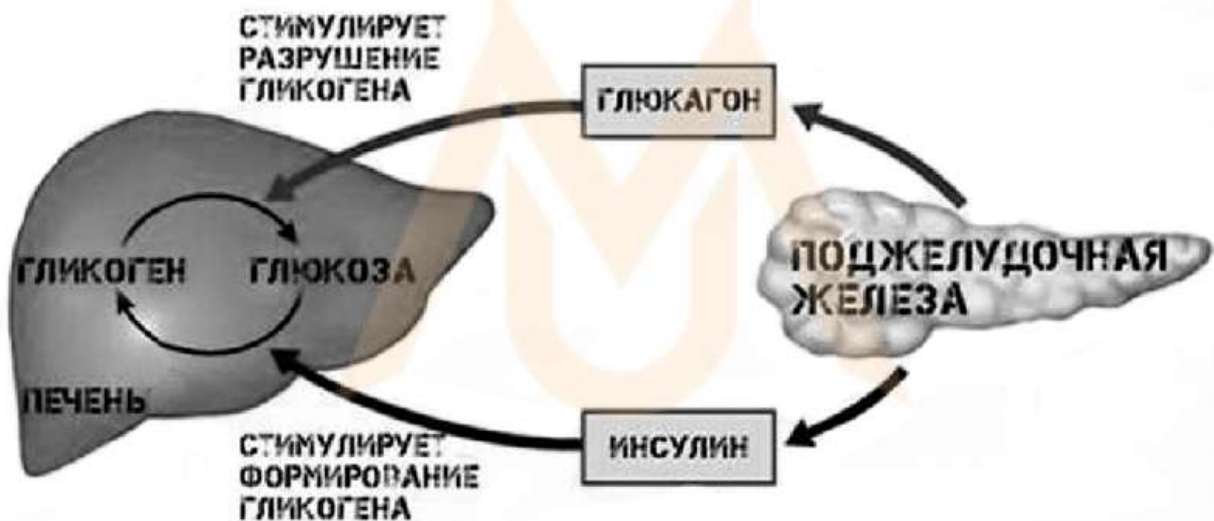 СТИМУЛИРУЕТ
РАЗРУШЕНИЕ
ГЛИКОГЕНА
ГЛЮКАГОН
ГЛИКОГЕН
ГЛЮКОЗА
ПОДЖЕЛУДОЧНАЯ
ЖЕЛЕЗА
ПЕЧЕНЬ
СТИМУЛИРУЕТ
ФОРМИРОВАНИЕ
ГЛИКОГЕНА
ИНСУЛИН